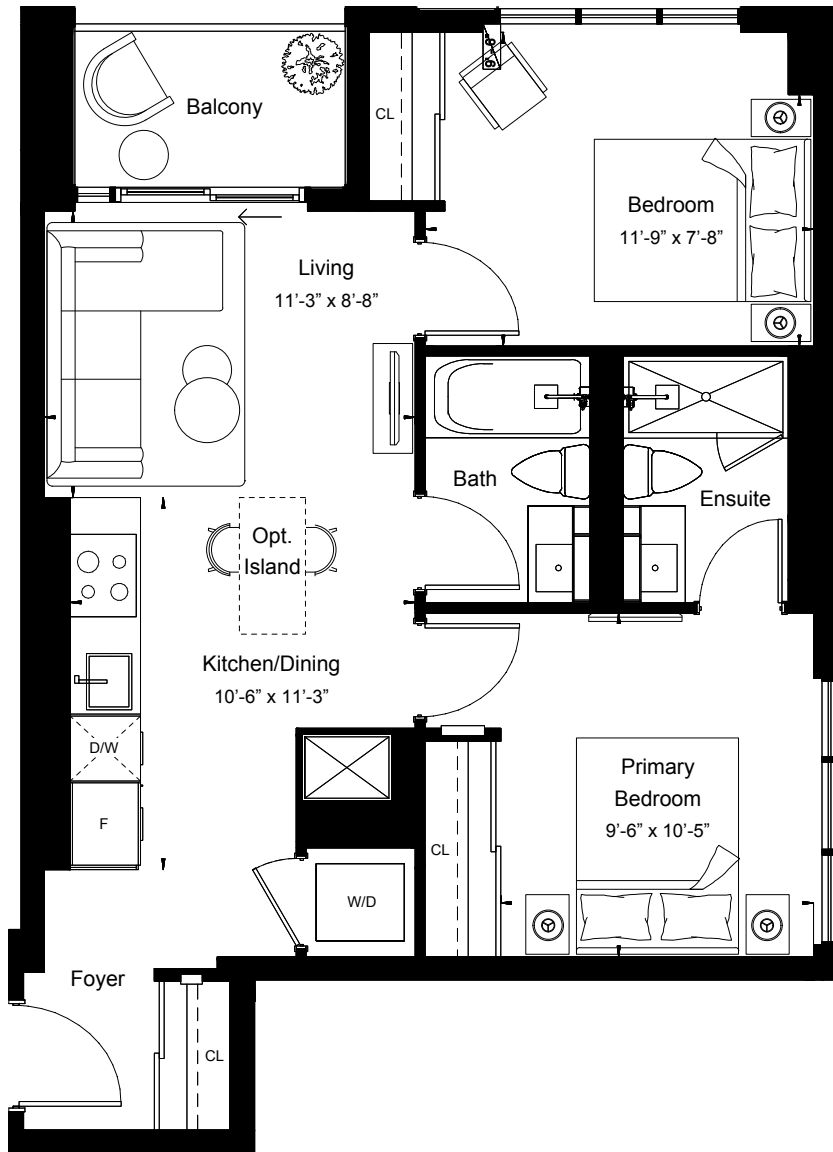 Balcony
CL
Bedroom
11’-9” x 7’-8”
Living
11’-3” x 8’-8”
Bath
Ensuite
Opt.
Island
Kitchen/Dining
10’-6” x 11’-3”
D/W
F
Primary
Bedroom
9’-6” x 10’-5”
CL
W/D
Foyer
CL